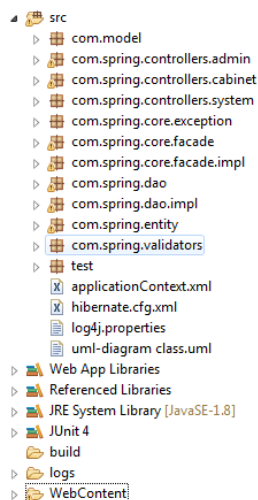 src
com.model
com.spring.controllers.admin
com.spring.controllers.cabinet
com.spring.controllers.system
com.spring.core.exception
com.spring.core.facade
com.spring.core.facade.impl
com.spring.dao
com.spring.dao.impl
com.spring.entity
com.spring.validators
test
applicationContext.xml
hibernate.cfg.xml
log4j.properties
uml-diagram class.uml
Web App Libraries
Referenced Libraries
JRE System Library [JavaSE-1.8]
JUnit 4
build
logs
WebContent